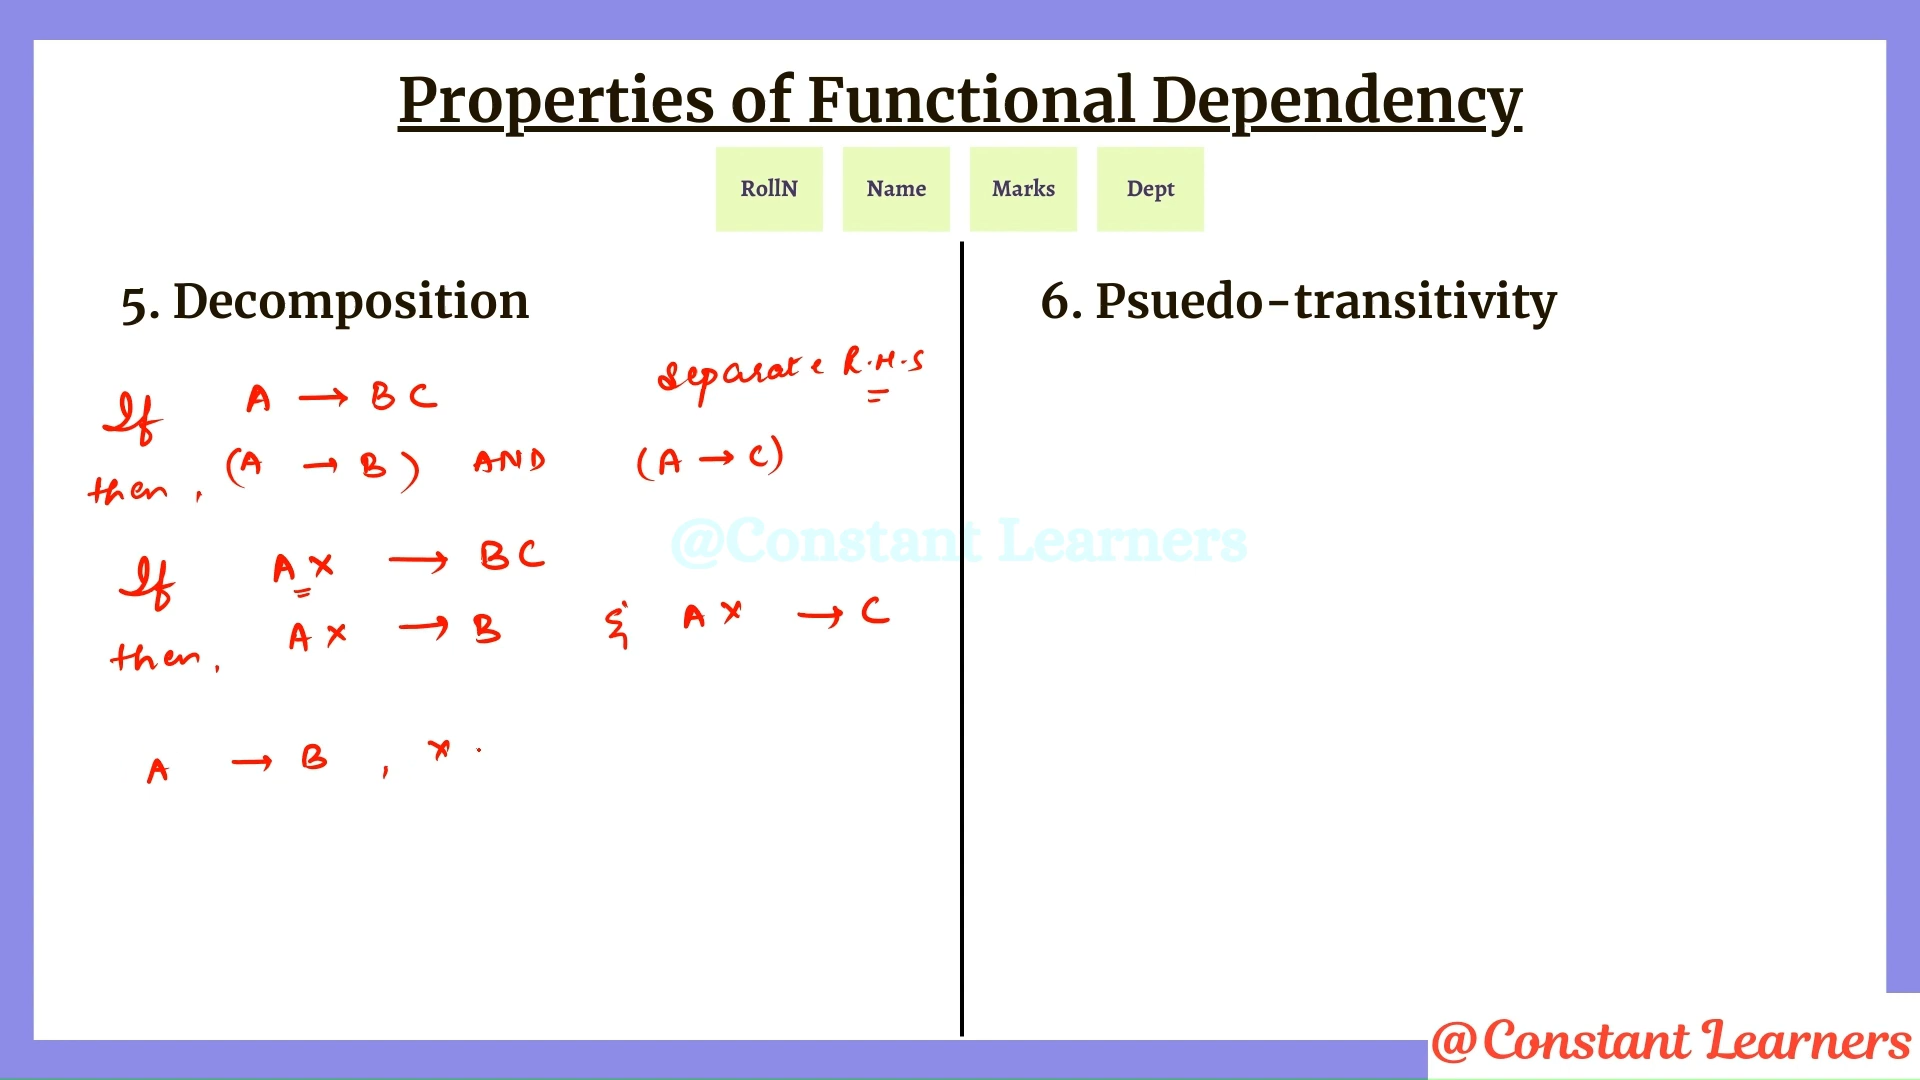 Properties of Functional Dependency
RollN Name Marks Dept
5. Decomposition
Separate R.H.S
If A → BC
then, (A → B) AND (A → C)
If AX → BC
then, AX → B & AX → C
A → B , X
6. Psuedo-transitivity
@Constant Learners
@Constant Learners